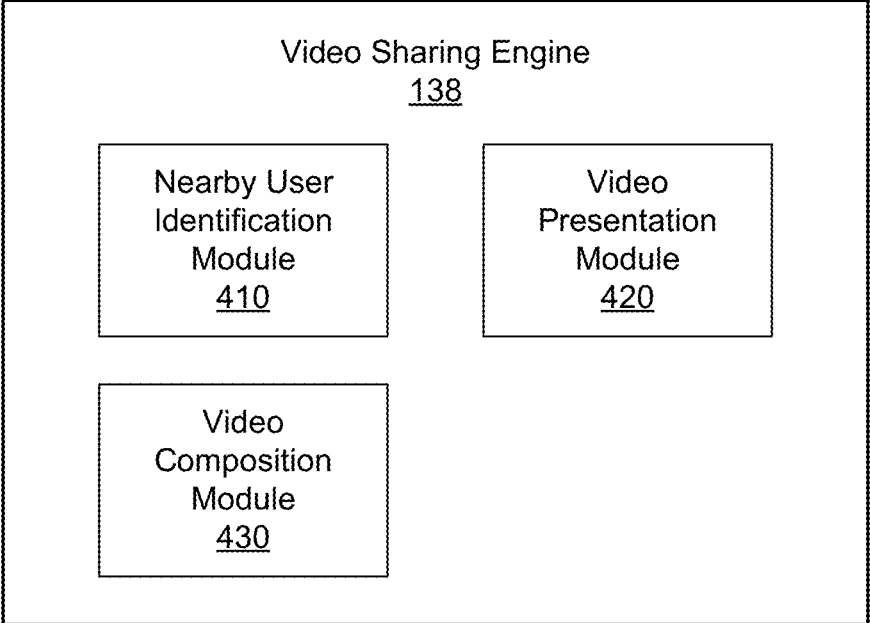 Video Sharing Engine
138
Nearby User
Identification
Module
410
Video
Presentation
Module
420
Video
Composition
Module
430